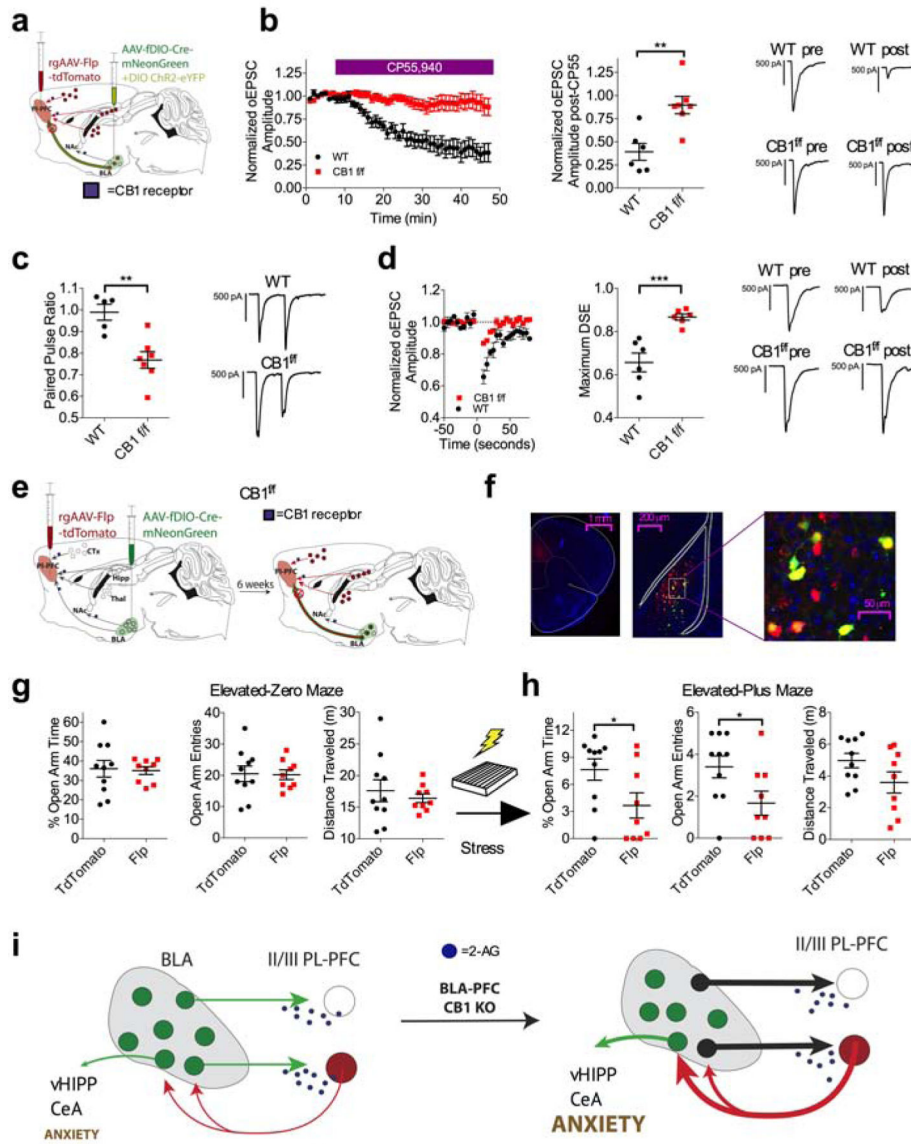 a
rgAAV-Flp
-tdTomato
AAV-fDIO-Cre-
mNeonGreen
+DIO ChR2-eYFP
Pl-PFC
NAc
BLA
=CB1 receptor
b
CP55,940
Normalized oEPSC
Amplitude
1.25
1.00
0.75
0.50
0.25
0.00
WT
CB1 f/f
0 10 20 30 40 50
Time (min)
Normalized oEPSC
Amplitude post-CP55
1.25
1.00
0.75
0.50
0.25
0.00
**
WT
CB1 f/f
WT pre
WT post
500 pA
500 pA
CB1f/f pre
CB1f/f post
500 pA
500 pA
c
Paired Pulse Ratio
1.1
1.0
0.9
0.8
0.7
0.6
0.5
**
WT
CB1 f/f
WT
500 pA
CB1f/f
500 pA
d
Normalized oEPSC
Amplitude
1.2
1.0
0.8
0.6
0.4
CB1 f/f
WT
-50 0 50
Time (seconds)
Maximum DSE
1.0
0.8
0.6
0.4
***
WT
CB1 f/f
WT pre
WT post
500 pA
500 pA
CB1f/f pre
CB1f/f post
500 pA
500 pA
e
rgAAV-Flp
-tdTomato
AAV-fDIO-Cre-
mNeonGreen
CTx
Pl-PFC
Hipp
Thal
NAc
BLA
6 weeks
CB1f/f
=CB1 receptor
Pl-PFC
NAc
BLA
f
1 mm
200 µm
50 µm
g
Elevated-Zero Maze
% Open Arm Time
60
50
40
30
20
10
0
TdTomato
Flp
Open Arm Entries
40
30
20
10
0
TdTomato
Flp
Distance Traveled (m)
30
25
20
15
10
TdTomato
Flp
Stress
h
Elevated-Plus Maze
% Open Arm Time
12
9
6
3
0
*
TdTomato
Flp
Open Arm Entries
6
4
2
0
*
TdTomato
Flp
Distance Traveled (m)
8
6
4
2
0
TdTomato
Flp
i
BLA
II/III PL-PFC
vHIPP
CeA
ANXIETY
=2-AG
BLA-PFC
CB1 KO
II/III PL-PFC
vHIPP
CeA
ANXIETY